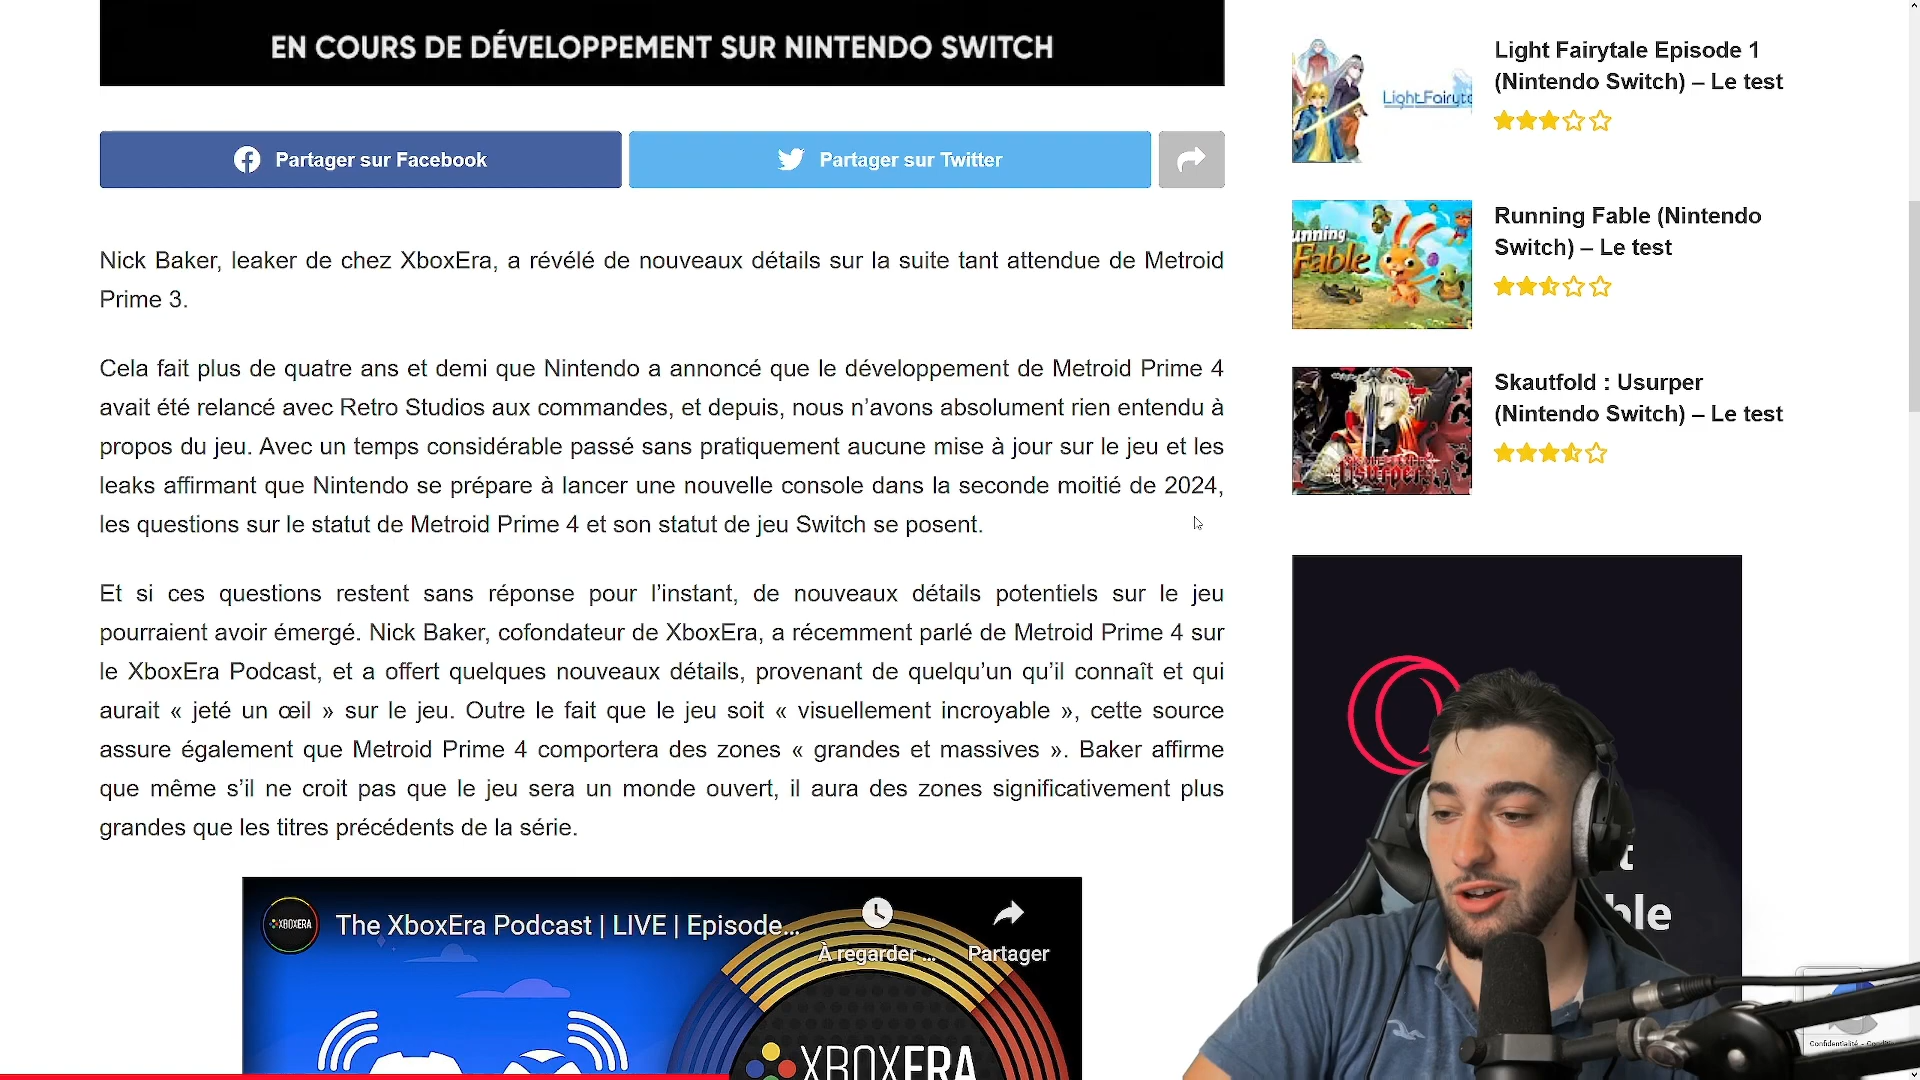 EN COURS DE DÉVELOPPEMENT SUR NINTENDO SWITCH
Partager sur Facebook
Partager sur Twitter
Nick Baker, leaker de chez XboxEra, a révélé de nouveaux détails sur la suite tant attendue de Metroid
Prime 3.
Cela fait plus de quatre ans et demi que Nintendo a annoncé que le développement de Metroid Prime 4
avait été relancé avec Retro Studios aux commandes, et depuis, nous n’avons absolument rien entendu à
propos du jeu. Avec un temps considérable passé sans pratiquement aucune mise à jour sur le jeu et les
leaks affirmant que Nintendo se prépare à lancer une nouvelle console dans la seconde moitié de 2024,
les questions sur le statut de Metroid Prime 4 et son statut de jeu Switch se posent.
Et si ces questions restent sans réponse pour l’instant, de nouveaux détails potentiels sur le jeu
pourraient avoir émergé. Nick Baker, cofondateur de XboxEra, a récemment parlé de Metroid Prime 4 sur
le XboxEra Podcast, et a offert quelques nouveaux détails, provenant de quelqu’un qu’il connaît et qui
aurait « jeté un œil » sur le jeu. Outre le fait que le jeu soit « visuellement incroyable », cette source
assure également que Metroid Prime 4 comportera des zones « grandes et massives ». Baker affirme
que même s’il ne croit pas que le jeu sera un monde ouvert, il aura des zones significativement plus
grandes que les titres précédents de la série.
XBOXERA
The XboxEra Podcast | LIVE | Episode...
À regarder ...
Partager
XBOXERA
Light Fairytale Episode 1
(Nintendo Switch) – Le test
Running Fable (Nintendo
Switch) – Le test
Running
Fable
Skautfold : Usurper
(Nintendo Switch) – Le test
Usurper
Confidentialité -